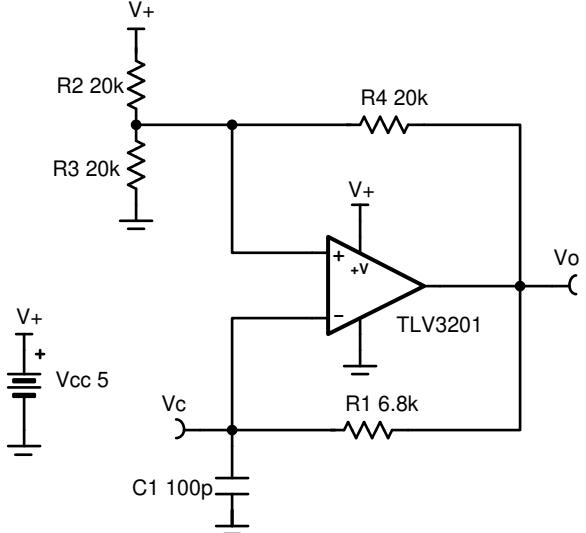 V+
R2 20k
R4 20k
R3 20k
V+
+
+V
Vo
–
TLV3201
V+
+
Vcc 5
Vc
R1 6.8k
C1 100p